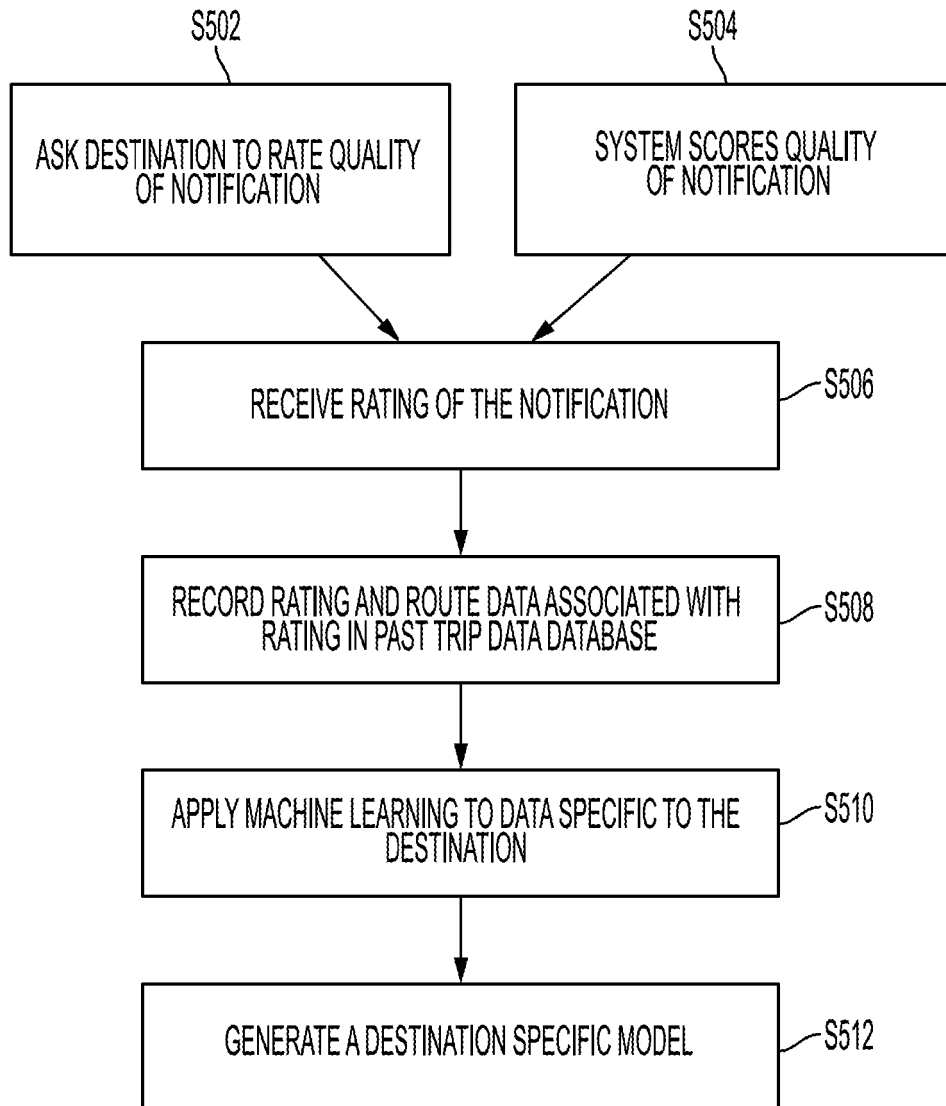 S502
S504
ASK DESTINATION TO RATE QUALITY
OF NOTIFICATION
SYSTEM SCORES QUALITY
OF NOTIFICATION
RECEIVE RATING OF THE NOTIFICATION
S506
RECORD RATING AND ROUTE DATA ASSOCIATED WITH
RATING IN PAST TRIP DATA DATABASE
S508
APPLY MACHINE LEARNING TO DATA SPECIFIC TO THE
DESTINATION
S510
GENERATE A DESTINATION SPECIFIC MODEL
S512